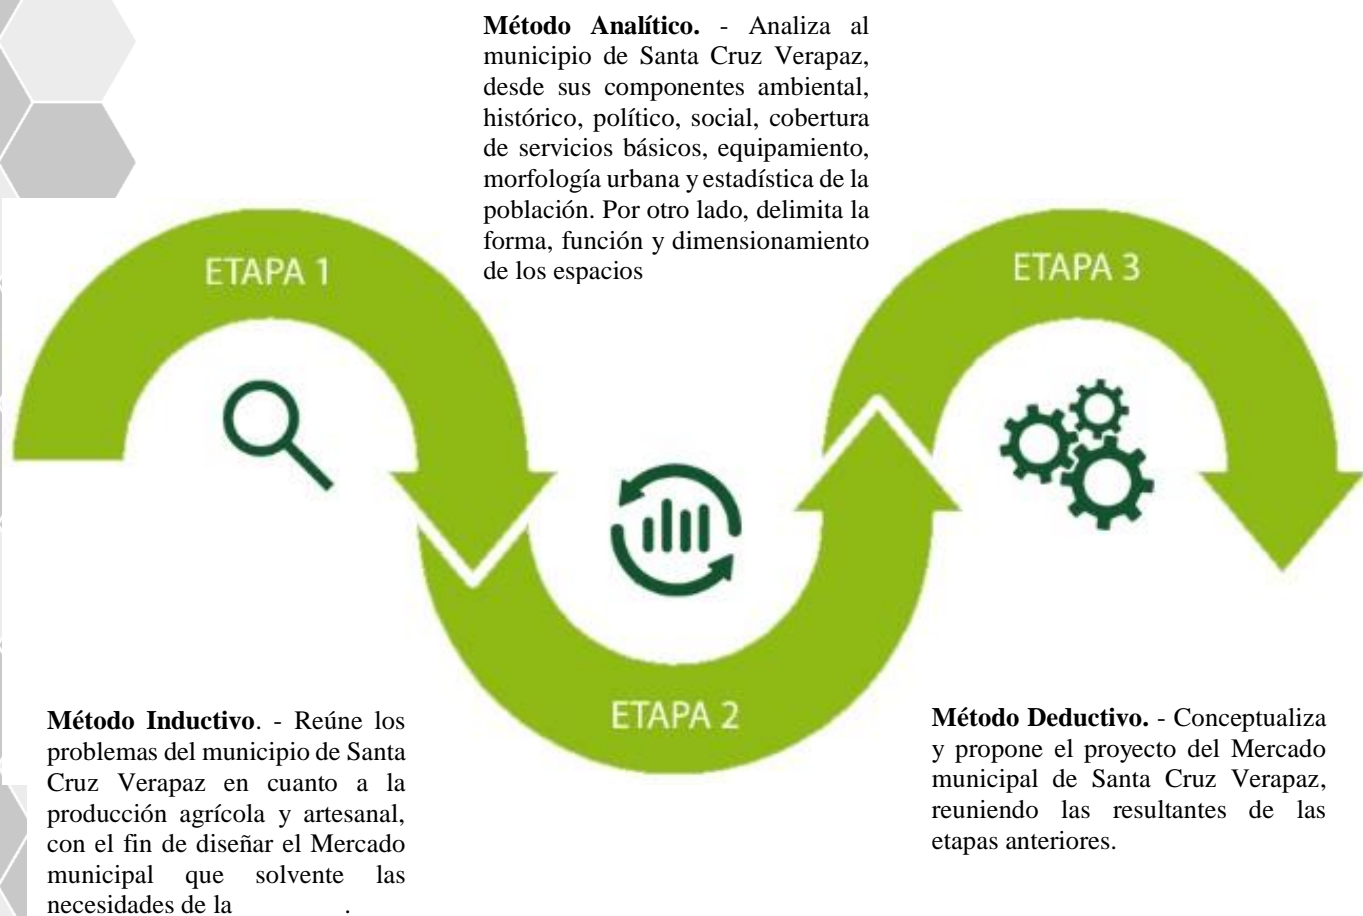 Método Analítico. - Analiza al
municipio de Santa Cruz Verapaz,
desde sus componentes ambiental,
histórico, político, social, cobertura
de servicios básicos, equipamiento,
morfología urbana y estadística de la
población. Por otro lado, delimita la
forma, función y dimensionamiento
de los espacios
ETAPA 1
ETAPA 3
ETAPA 2
Método Inductivo. - Reúne los
problemas del municipio de Santa
Cruz Verapaz en cuanto a la
producción agrícola y artesanal,
con el fin de diseñar el Mercado
municipal que solvente las
necesidades de la .
Método Deductivo. - Conceptualiza
y propone el proyecto del Mercado
municipal de Santa Cruz Verapaz,
reuniendo las resultantes de las
etapas anteriores.